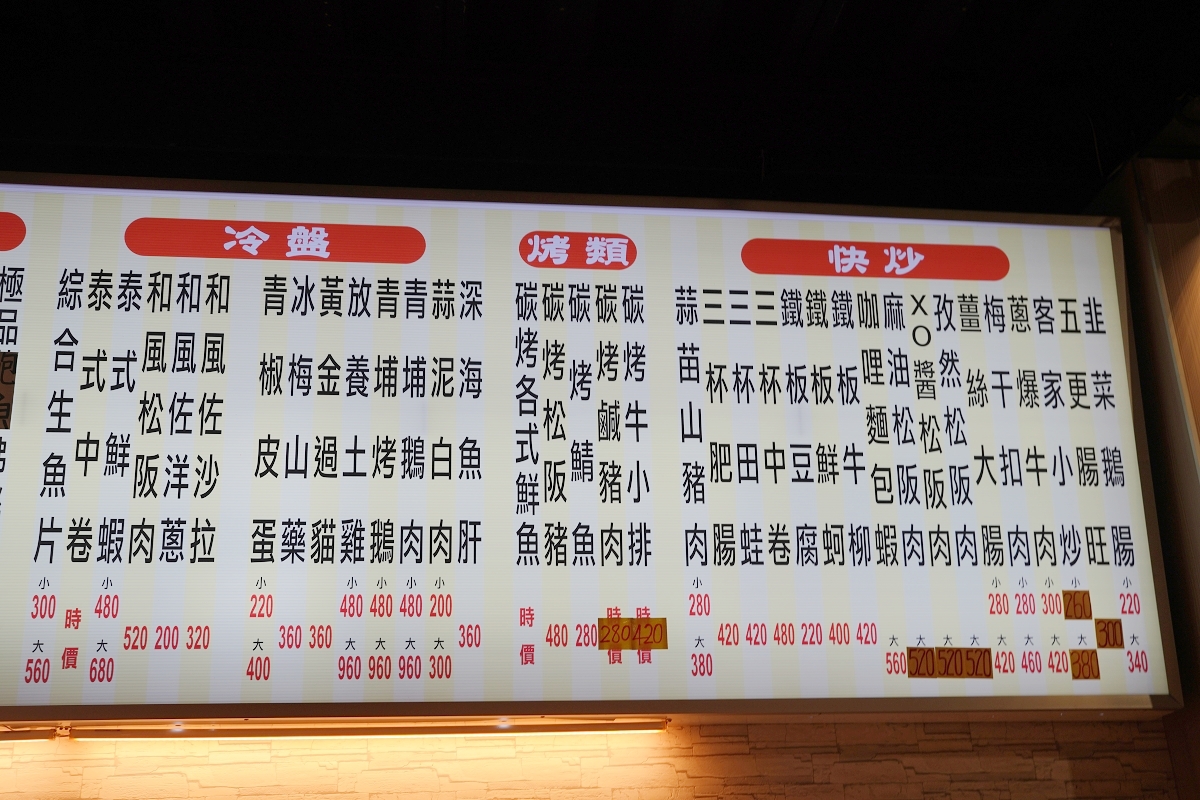 極品
冷盤
綜合生魚片 小 300 大 560
泰式中卷 時價
泰式鮮蝦 小 480 大 680
和風松阪肉 520
和風佐洋蔥 200
和風佐沙拉 320
青椒皮蛋 小 220 大 400
冰梅山藥 360
黃金過貓 360
放養土雞 小 480 大 960
青埔烤鵝 小 480 大 960
青埔鵝肉 小 480 大 960
蒜泥白肉 小 200 大 300
深海魚肝 360
烤類
碳烤各式鮮魚 時價
碳烤松阪豬 480
碳烤鯖魚 280
碳烤鹹豬肉 時價 280
碳烤牛小排 時價 420
快炒
蒜苗山豬肉 小 280 大 380
三杯肥腸 420
三杯田蛙 420
三杯中卷 480
鐵板豆腐 220
鐵板鮮蚵 400
鐵板牛柳 420
咖哩麵包蝦 大 560
麻油松阪肉 大 520
XO醬松阪肉 大 520
孜然松阪肉 大 520
薑絲大腸 小 280 大 420
梅干扣肉 小 280 大 460
蔥爆牛肉 小 300 大 420
客家小炒 小 260 大 380
五更腸旺 300
韭菜鵝腸 小 220 大 340